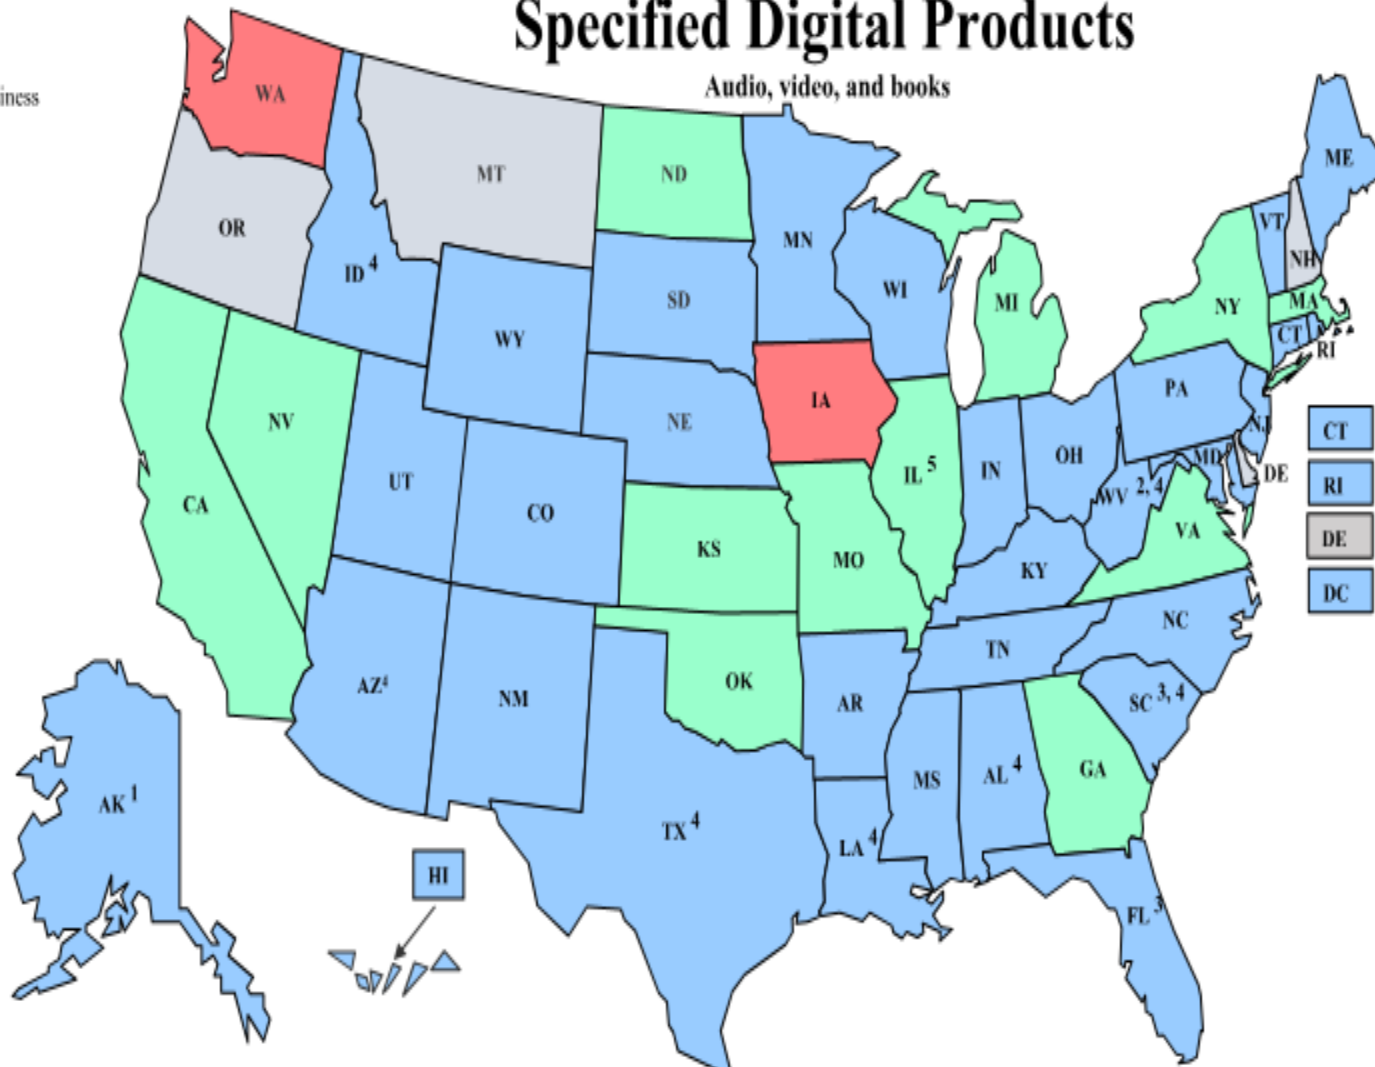 Specified Digital Products
Audio, video, and books
iness
WA
MT
ND
OR
ID 4
WY
SD
MN
WI
MI
ME
VT
NH
NY
MA
CT
RI
NV
CA
UT
CO
NE
IA
IL 5
IN
OH
PA
NJ
MD
DE
WV 2, 4
VA
KS
MO
KY
CT
RI
DE
DC
AZ4
NM
OK
AR
TN
NC
SC 3, 4
GA
AL 4
MS
LA 4
TX 4
FL 3
AK 1
HI